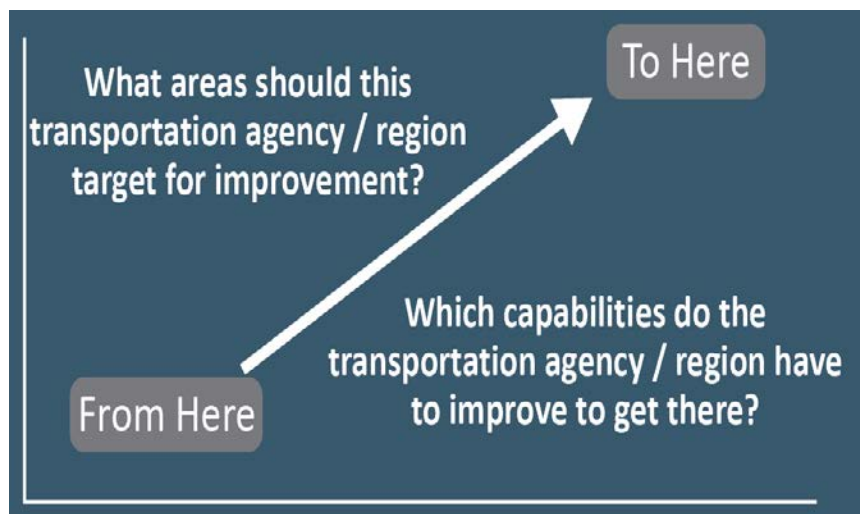 To Here
What areas should this
transportation agency / region
target for improvement?
Which capabilities do the
transportation agency / region have
to improve to get there?
From Here